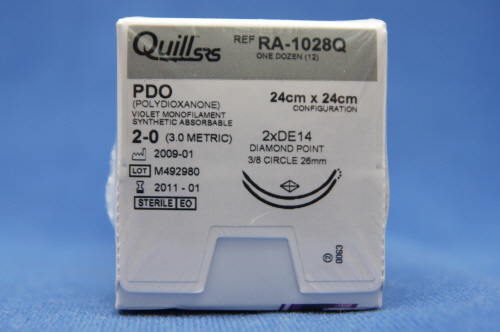 Quill SRS
REF RA-1028Q
ONE DOZEN (12)
PDO
(POLYDIOXANONE)
VIOLET MONOFILAMENT
SYNTHETIC ABSORBABLE
2-0 (3.0 METRIC)
2009-01
LOT M492980
2011 - 01
STERILE EO
24cm x 24cm
CONFIGURATION
2xDE14
DIAMOND POINT
3/8 CIRCLE 26mm
0063